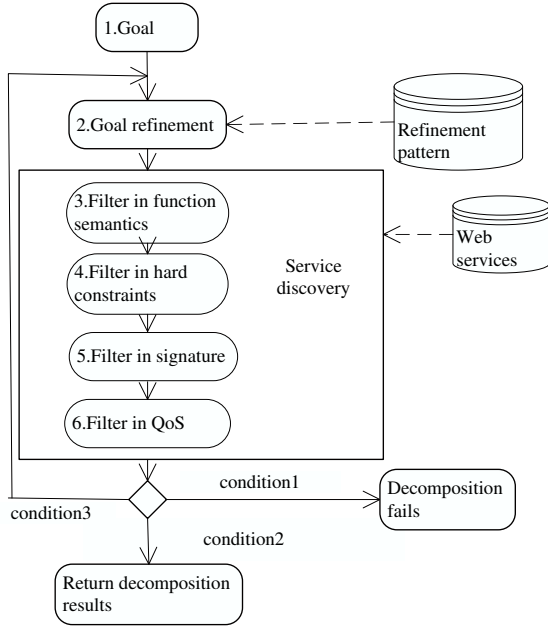 1.Goal
2.Goal refinement
Refinement
pattern
3.Filter in function
semantics
Web
services
4.Filter in hard
constraints
Service
discovery
5.Filter in signature
6.Filter in QoS
condition1
Decomposition
fails
condition3
condition2
Return decomposition
results